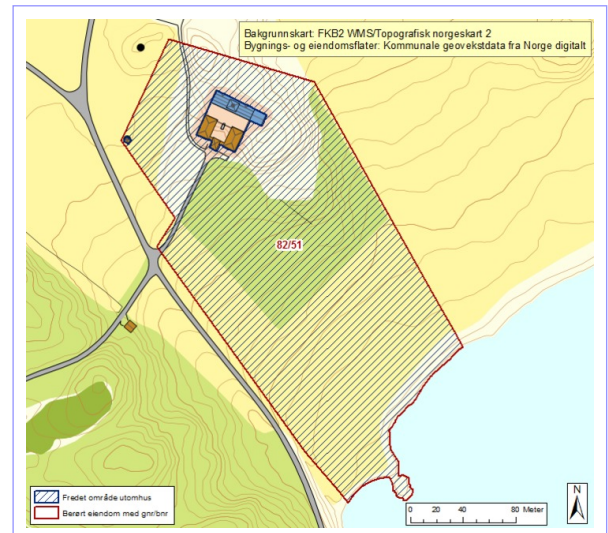 Bakgrunnskart: FKB2 WMS/Topografisk norgeskart 2
Bygnings- og eiendomsflater: Kommunale geovekstdata fra Norge digitalt
82/51
Fredet område utomhus
Berørt eiendom med gnr/bnr
0 20 40 80 Meter
N